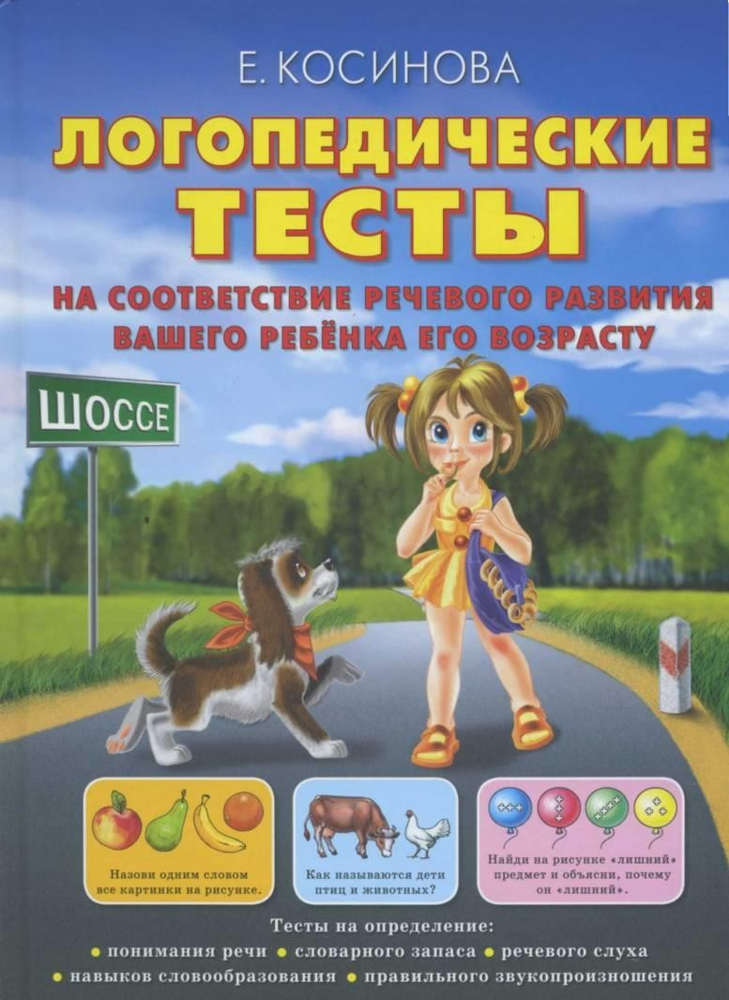 Е. КОСИНОВА
ЛОГОПЕДИЧЕСКИЕ
ТЕСТЫ
НА СООТВЕТСТВИЕ РЕЧЕВОГО РАЗВИТИЯ
ВАШЕГО РЕБЁНКА ЕГО ВОЗРАСТУ
ШОССЕ
Назови одним словом
все картинки на рисунке.
Как называются дети
птиц и животных?
Найди на рисунке «лишний»
предмет и объясни, почему
он «лишний».
Тесты на определение:
• понимания речи • словарного запаса • речевого слуха
• навыков словообразования • правильного звукопроизношения